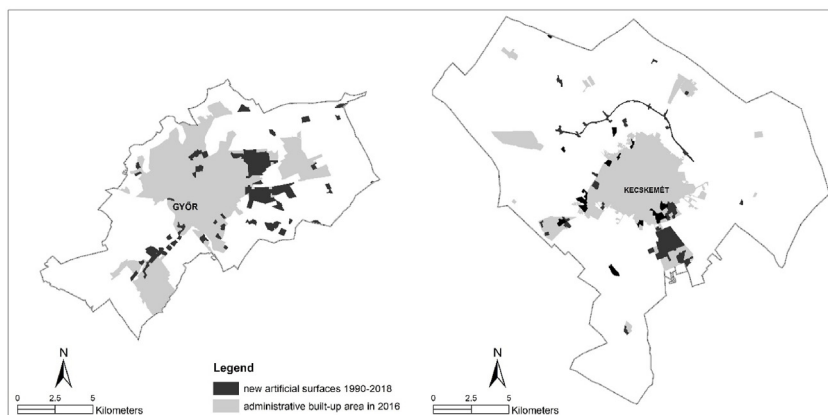 GYŐR
KECSKEMÉT
N
0 2.5 5
Kilometers
Legend
new artificial surfaces 1990-2018
administrative built-up area in 2016
N
0 2.5 5
Kilometers